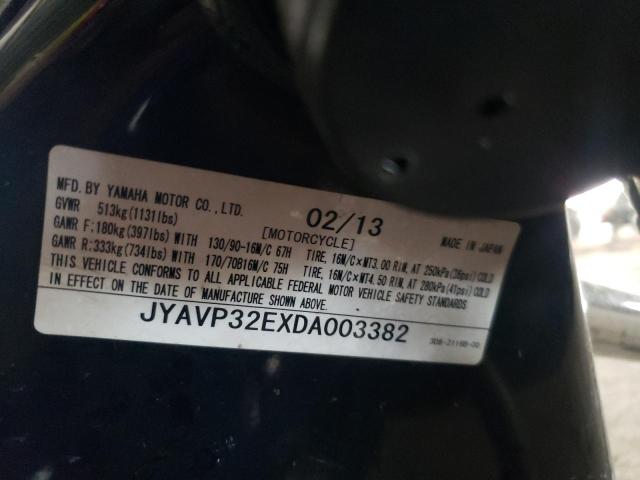 MFD.BY YAMAHA MOTOR CO.,LTD. 02/13
GVWR 513kg(1131lbs) [MOTORCYCLE] MADE IN JAPAN
GAWR F:180kg(397lbs)WITH 130/90-16M/C 67H TIRE, 16M/C×MT3.00 RIM, AT 250kPa(36psi)COLD
GAWR R:333kg(734lbs)WITH 170/70B16M/C 75H TIRE, 16M/C×MT4.50 RIM, AT 280kPa(41psi)COLD
THIS VEHICLE CONFORMS TO ALL APPLICABLE FEDERAL MOTOR VEHICLE SAFETY STANDARDS
IN EFFECT ON THE DATE OF MANUFACTURE SHOWN ABOVE.
JYAVP32EXDA003382